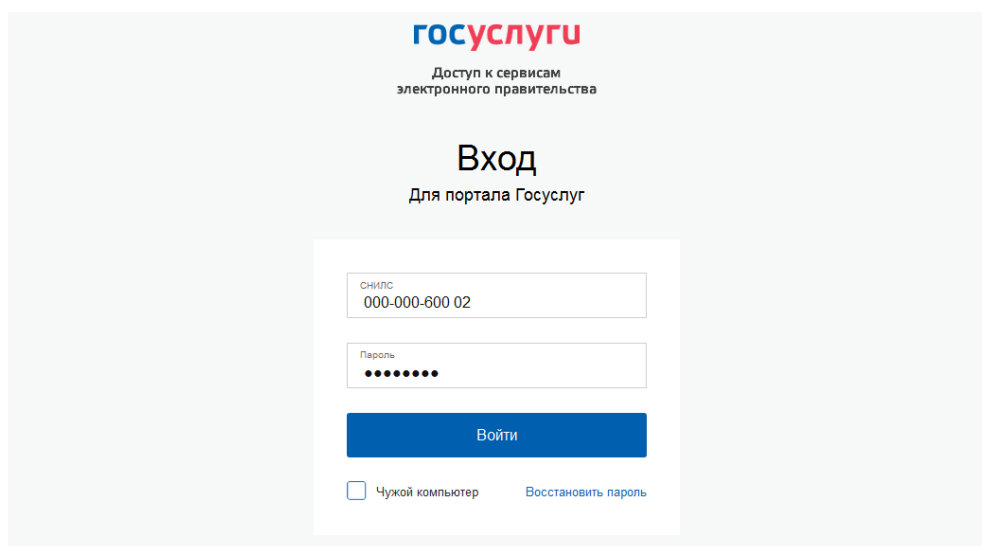 госуслуги
Доступ к сервисам
электронного правительства
Вход
Для портала Госуслуг
СНИЛС
000-000-600 02
Пароль
••••••••
Войти
Чужой компьютер
Восстановить пароль